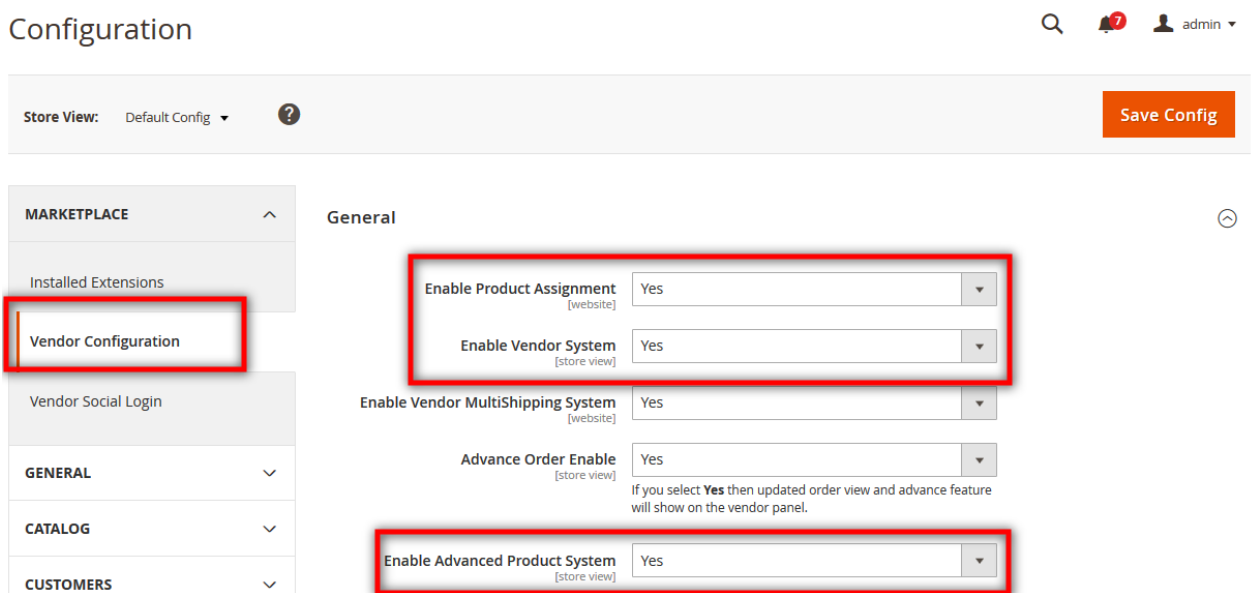 Configuration
7
admin
Store View: Default Config
?
Save Config
MARKETPLACE
Installed Extensions
Vendor Configuration
Vendor Social Login
GENERAL
CATALOG
CUSTOMERS
General
Enable Product Assignment Yes
[website]
Enable Vendor System Yes
[store view]
Enable Vendor MultiShipping System Yes
[website]
Advance Order Enable Yes
[store view]
If you select Yes then updated order view and advance feature
will show on the vendor panel.
Enable Advanced Product System Yes
[store view]